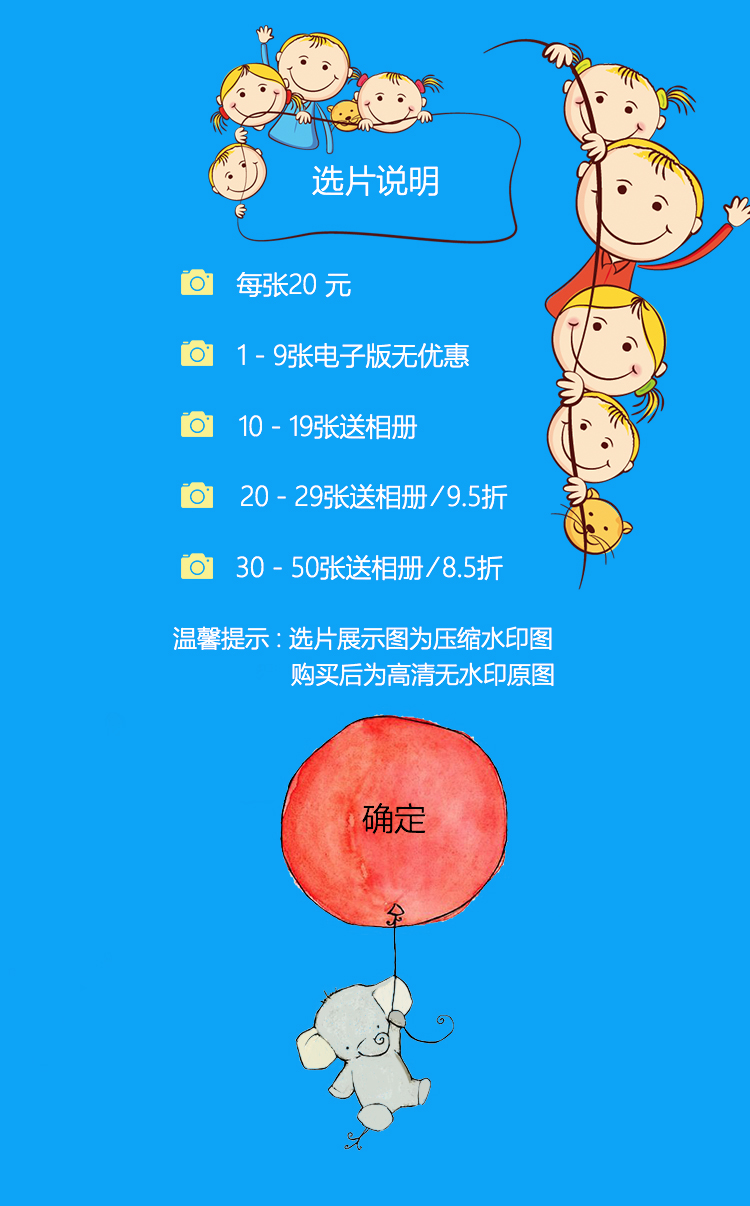 选片说明
每张20 元
1 - 9张电子版无优惠
10 - 19张送相册
20 - 29张送相册/9.5折
30 - 50张送相册/8.5折
温馨提示 : 选片展示图为压缩水印图
购买后为高清无水印原图
确定